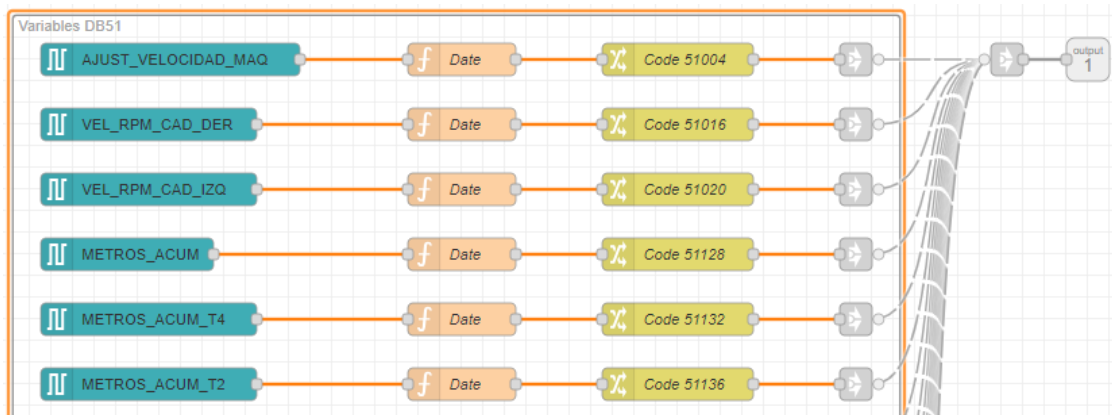 Variables DB51
AJUST_VELOCIDAD_MAQ Date Code 51004 output
1
VEL_RPM_CAD_DER Date Code 51016
VEL_RPM_CAD_IZQ Date Code 51020
METROS_ACUM Date Code 51128
METROS_ACUM_T4 Date Code 51132
METROS_ACUM_T2 Date Code 51136